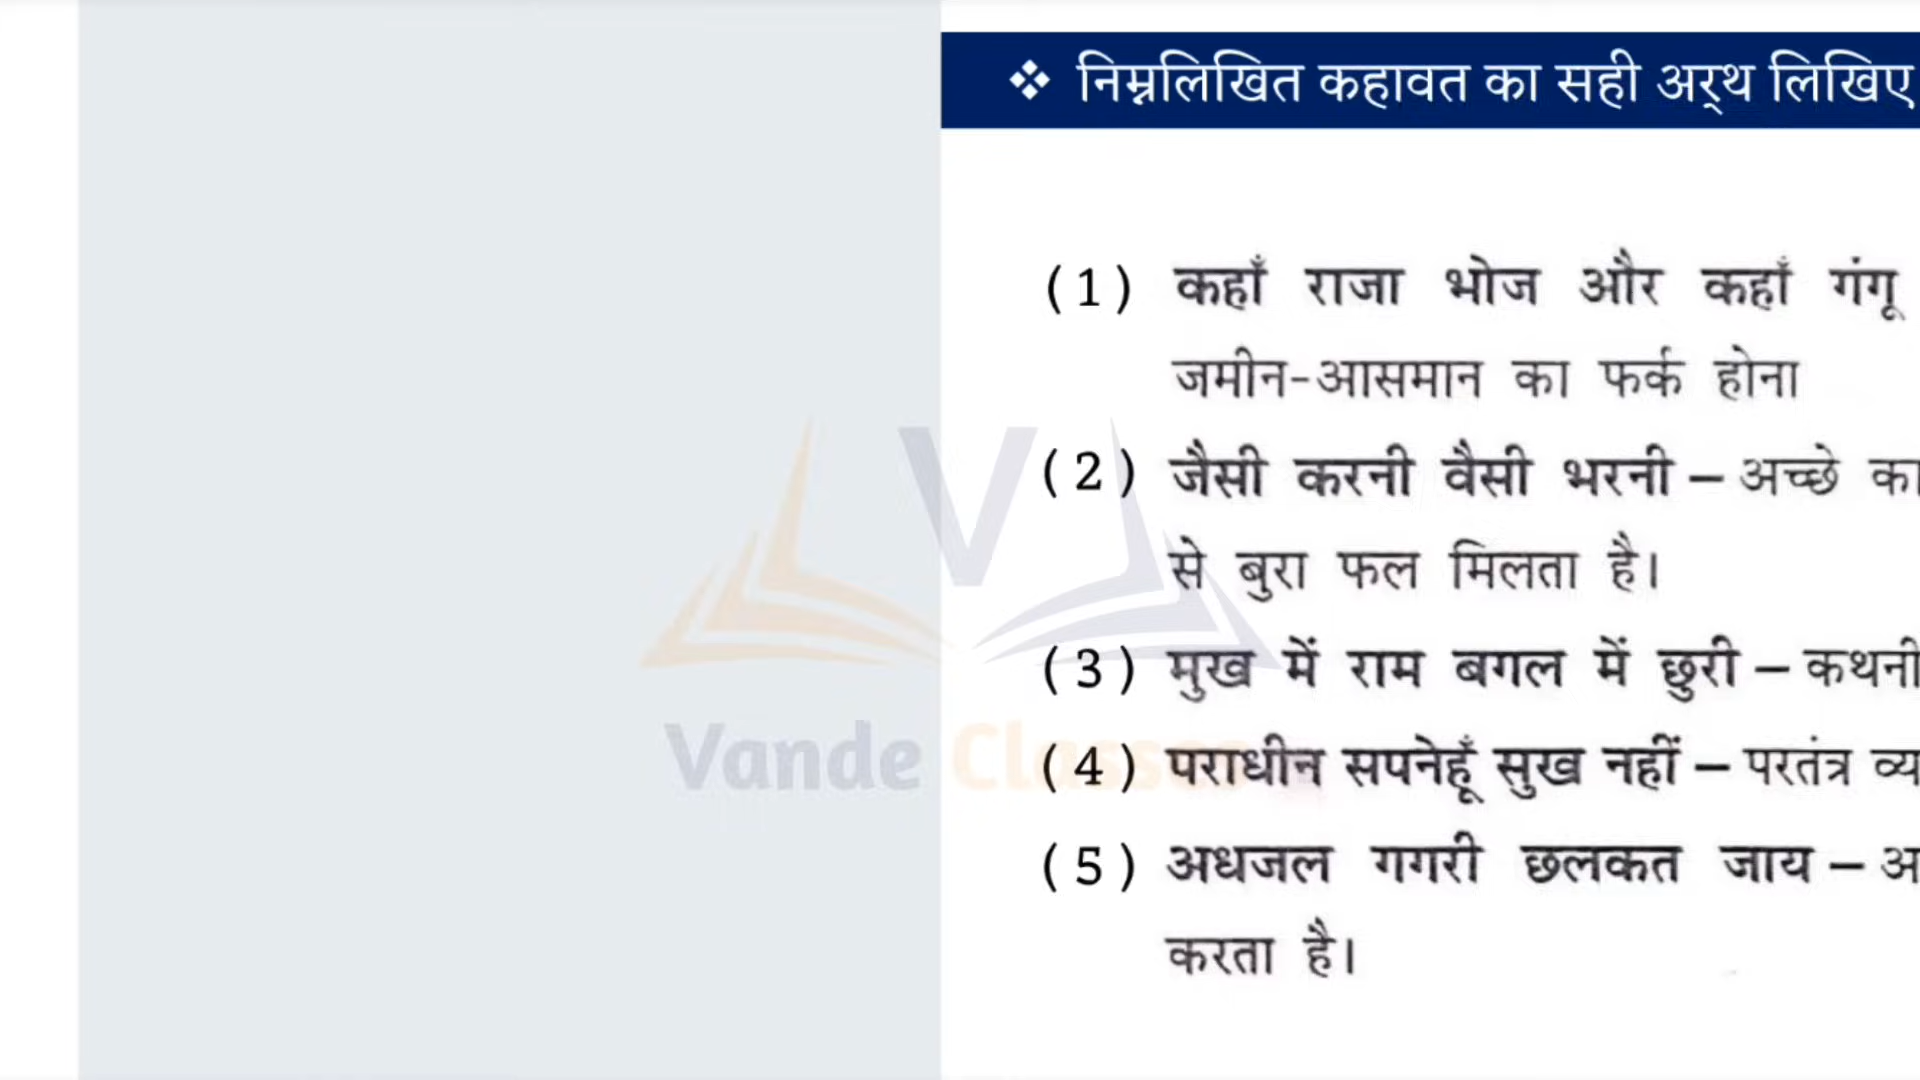 ❖ निम्नलिखित कहावत का सही अर्थ लिखिए
(1) कहाँ राजा भोज और कहाँ गंगू
जमीन-आसमान का फर्क होना
(2) जैसी करनी वैसी भरनी – अच्छे
से बुरा फल मिलता है।
(3) मुख में राम बगल में छुरी – कथनी
(4) पराधीन सपनेहूँ सुख नहीं – परतंत्र
(5) अधजल गगरी छलकत जाय –
करता है।
V
Vande Classes